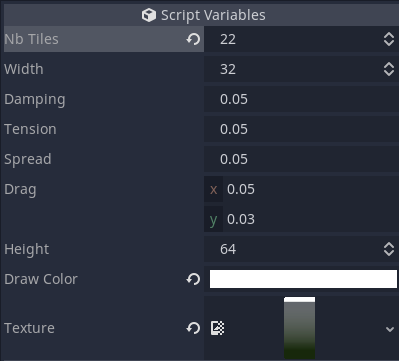 Script Variables
Nb Tiles 22
Width 32
Damping 0.05
Tension 0.05
Spread 0.05
Drag x 0.05
y 0.03
Height 64
Draw Color
Texture